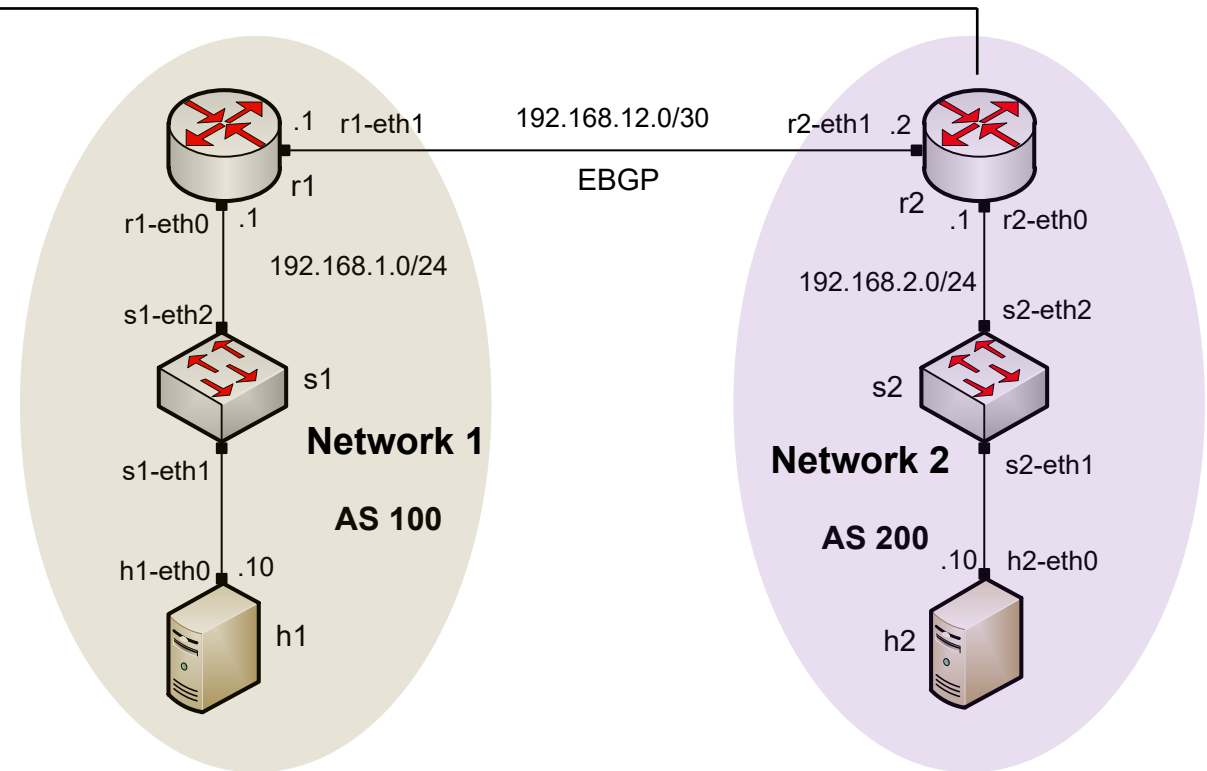 .1 r1-eth1 192.168.12.0/30 r2-eth1 .2
EBGP
r1
r2
r1-eth0 .1
.1 r2-eth0
192.168.1.0/24
192.168.2.0/24
s1-eth2
s2-eth2
s1
s2
Network 1
Network 2
s1-eth1
s2-eth1
AS 100
AS 200
h1-eth0 .10
.10 h2-eth0
h1
h2